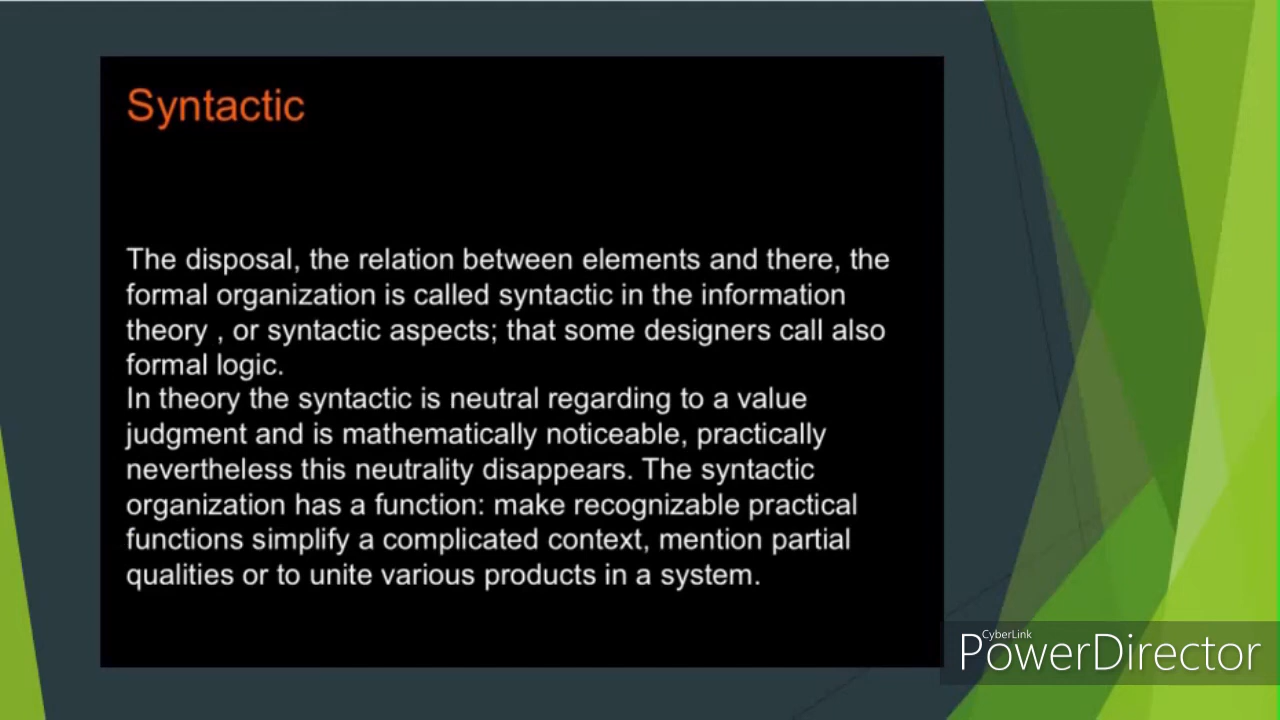 Syntactic
The disposal, the relation between elements and there, the
formal organization is called syntactic in the information
theory , or syntactic aspects; that some designers call also
formal logic.
In theory the syntactic is neutral regarding to a value
judgment and is mathematically noticeable, practically
nevertheless this neutrality disappears. The syntactic
organization has a function: make recognizable practical
functions simplify a complicated context, mention partial
qualities or to unite various products in a system.
CyberLink
PowerDirector